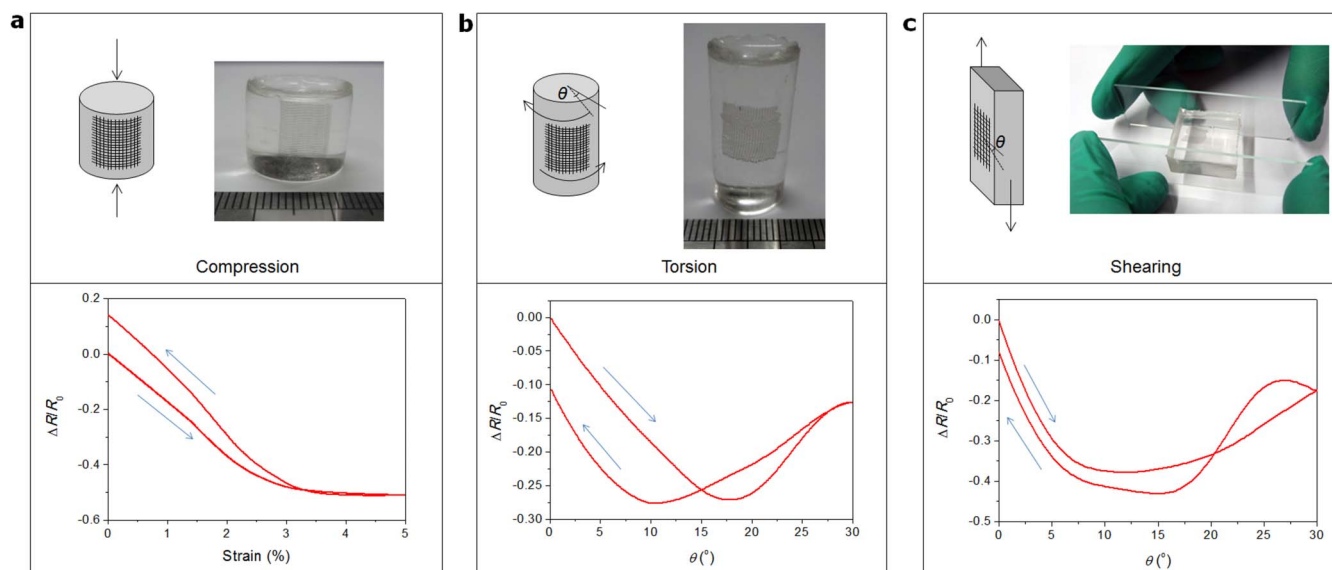 a
b
c
θ
θ
θ
Compression
Torsion
Shearing
0.2
0.0
-0.2
-0.4
-0.6
ΔR/R0
0 1 2 3 4 5
Strain (%)
0.00
-0.05
-0.10
-0.15
-0.20
-0.25
-0.30
ΔR/R0
0 5 10 15 20 25 30
θ (°)
0.0
-0.1
-0.2
-0.3
-0.4
-0.5
ΔR/R0
0 5 10 15 20 25 30
θ (°)